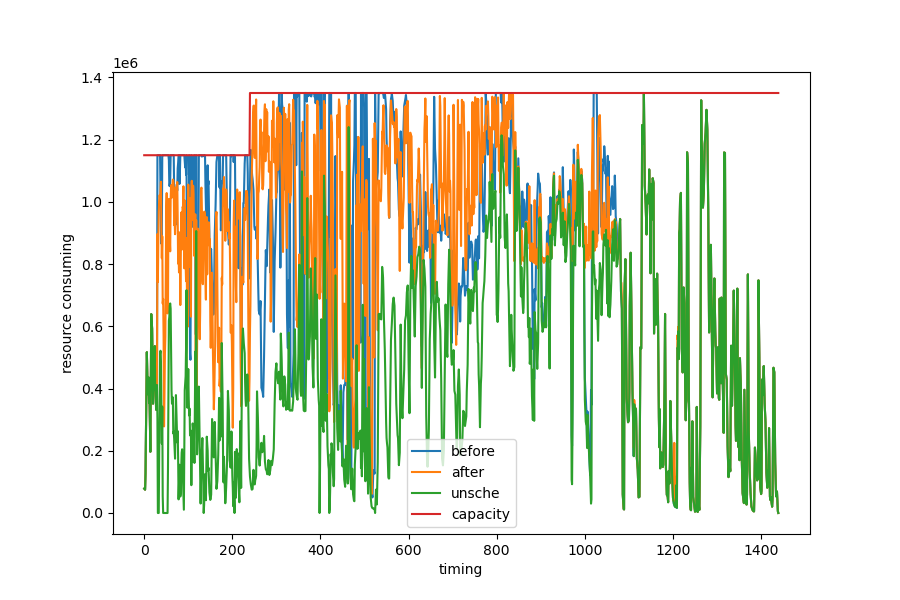 1e6
1.4
1.2
1.0
0.8
0.6
0.4
0.2
0.0
resource consuming
before
after
unsche
capacity
0 200 400 600 800 1000 1200 1400
timing